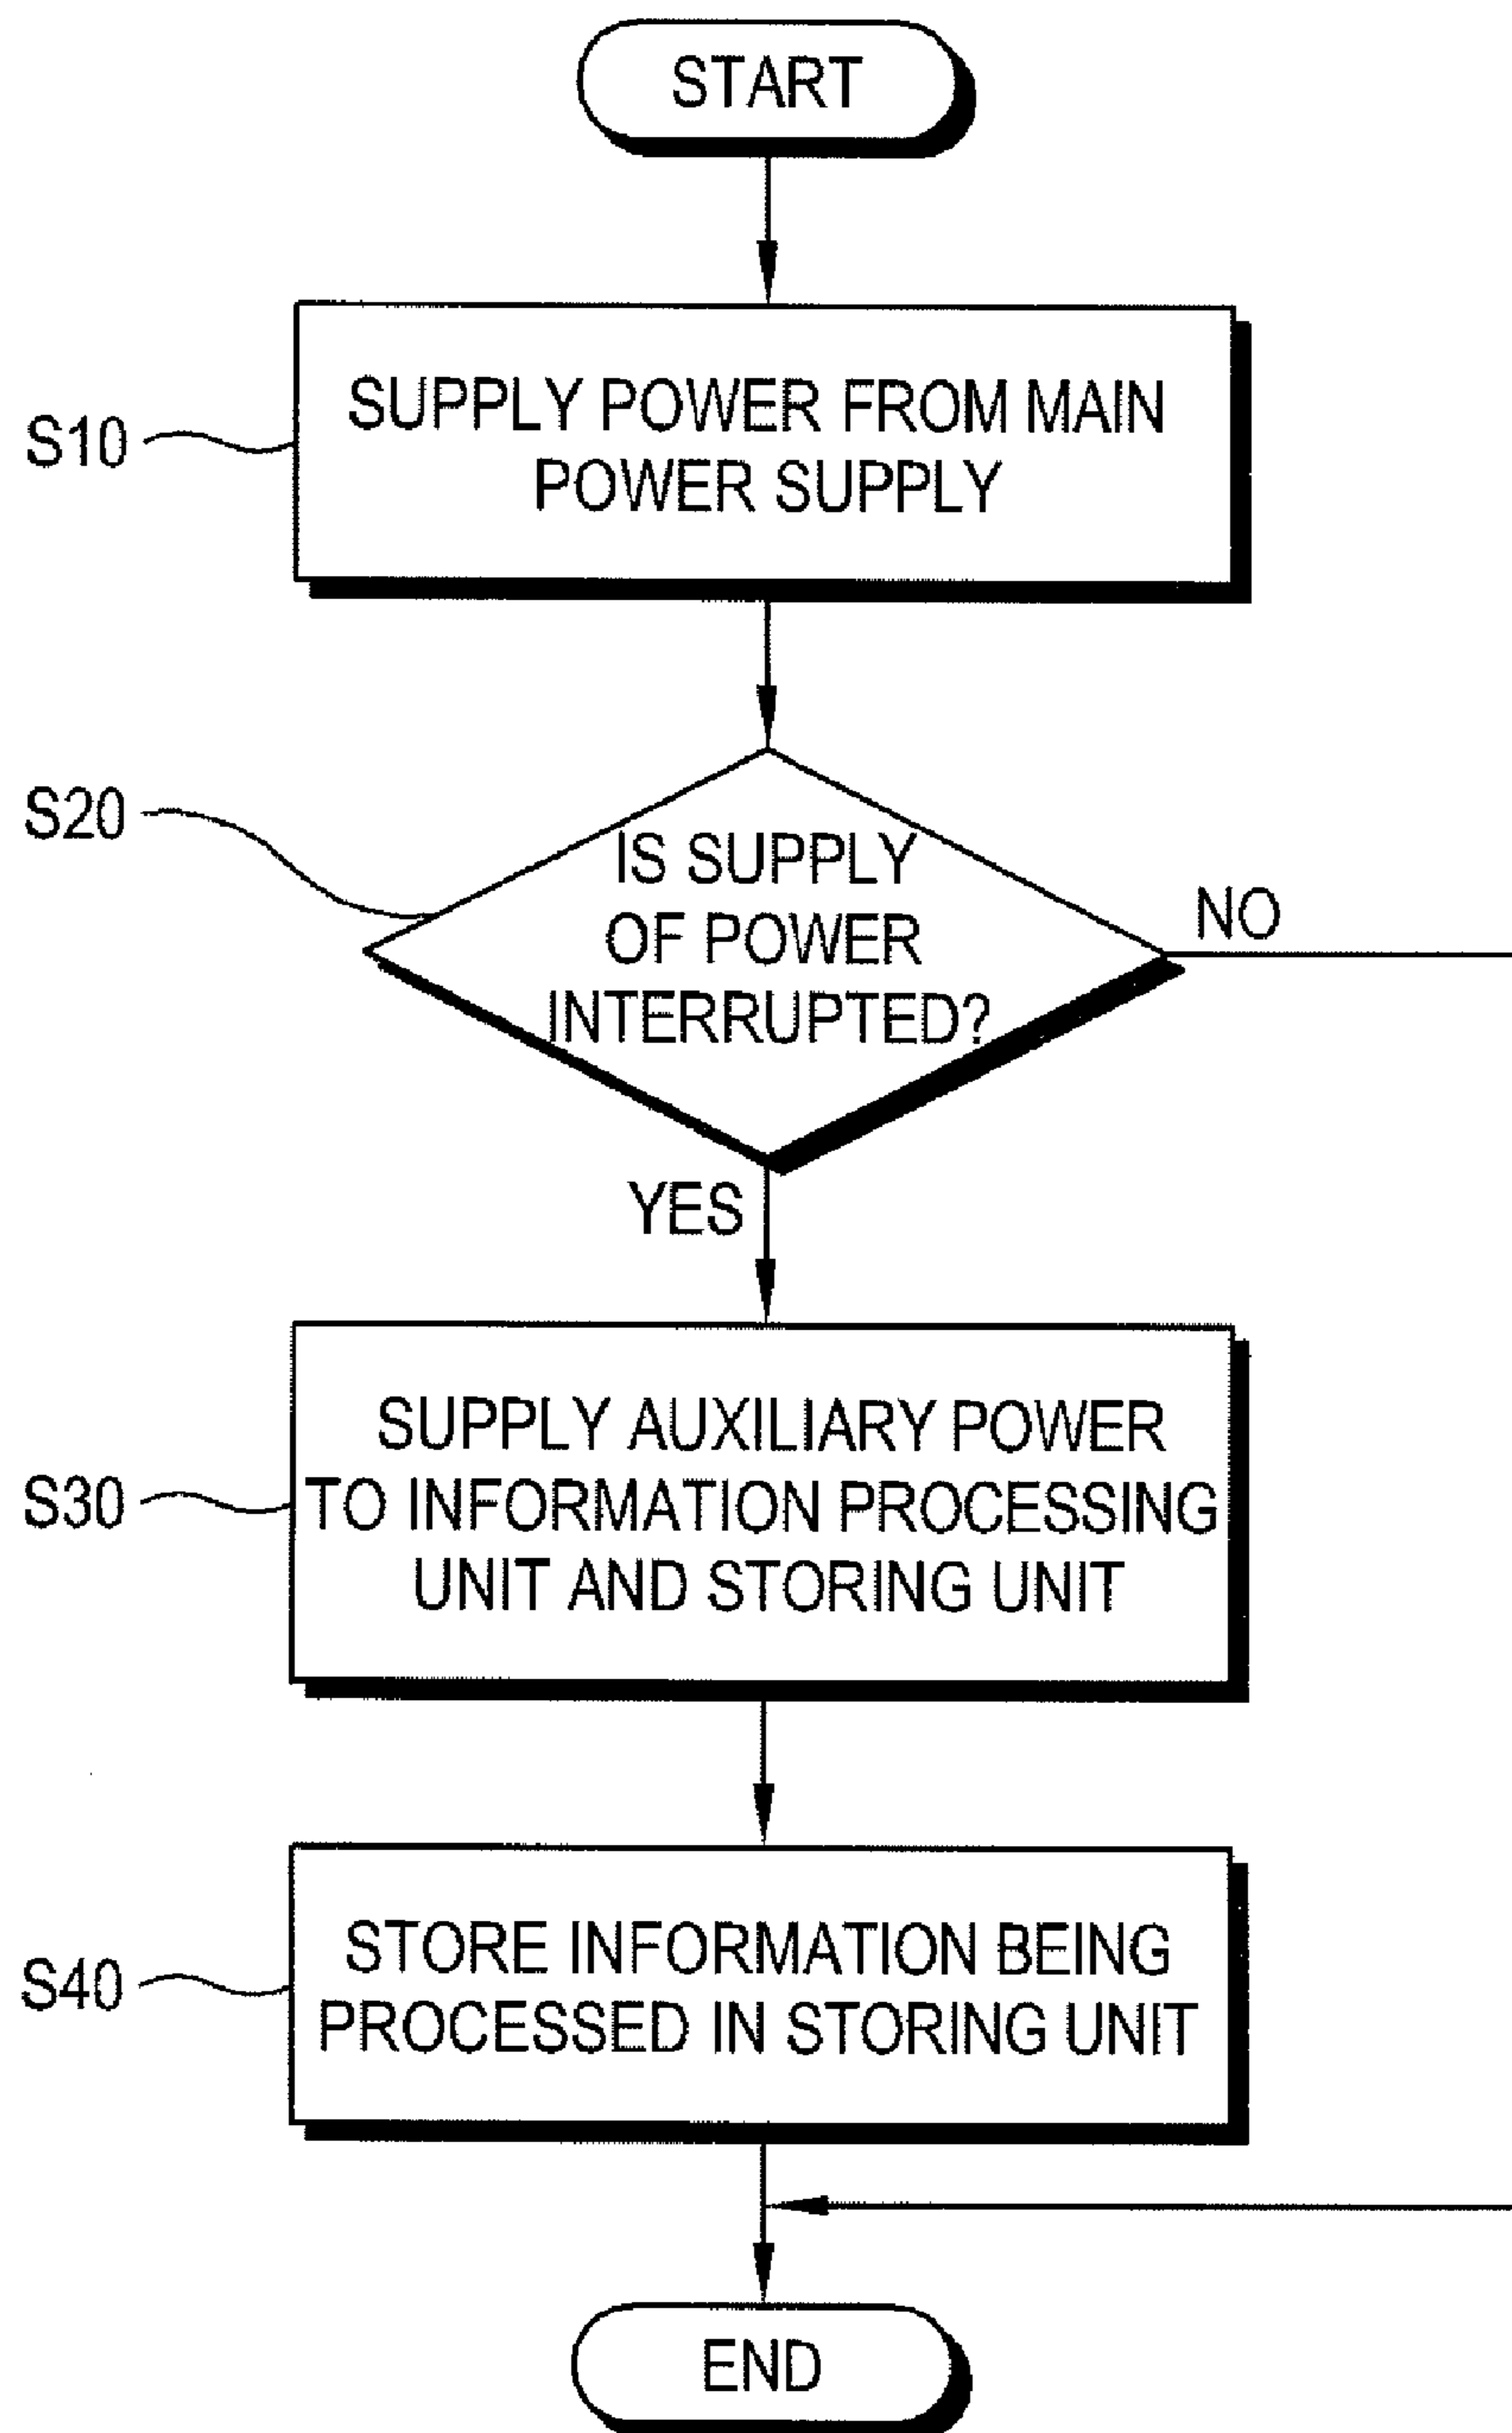 START
S10
SUPPLY POWER FROM MAIN
POWER SUPPLY
S20
IS SUPPLY
OF POWER
INTERRUPTED?
NO
YES
S30
SUPPLY AUXILIARY POWER
TO INFORMATION PROCESSING
UNIT AND STORING UNIT
S40
STORE INFORMATION BEING
PROCESSED IN STORING UNIT
END